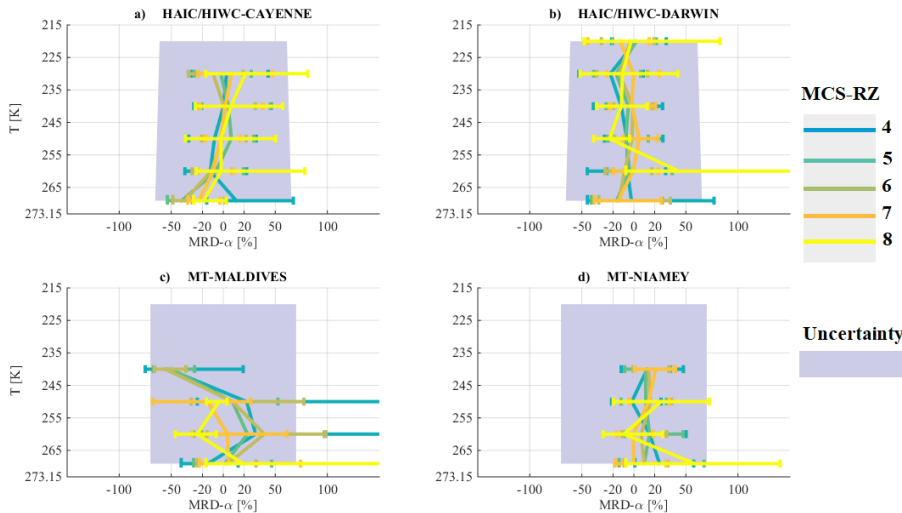 a) HAIC/HIWC-CAYENNE
215
225
235
245
255
265
273.15
T [K]
-100 -50 -20 0 20 50 100
MRD-α [%]
b) HAIC/HIWC-DARWIN
215
225
235
245
255
265
273.15
-100 -50 -20 0 20 50 100
MRD-α [%]
MCS-RZ
4
5
6
7
8
c) MT-MALDIVES
215
225
235
245
255
265
273.15
T [K]
-100 -50 -20 0 20 50 100
MRD-α [%]
d) MT-NIAMEY
215
225
235
245
255
265
273.15
-100 -50 -20 0 20 50 100
MRD-α [%]
Uncertainty